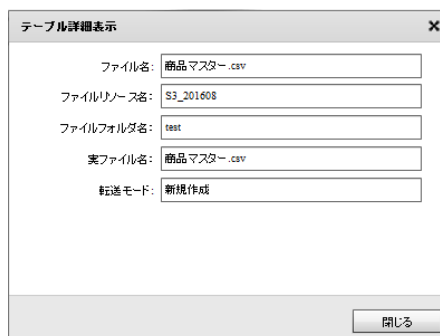 テーブル詳細表示
ファイル名: 商品マスター.csv
ファイルリソース名: S3_201608
ファイルフォルダ名: test
実ファイル名: 商品マスター.csv
転送モード: 新規作成
閉じる